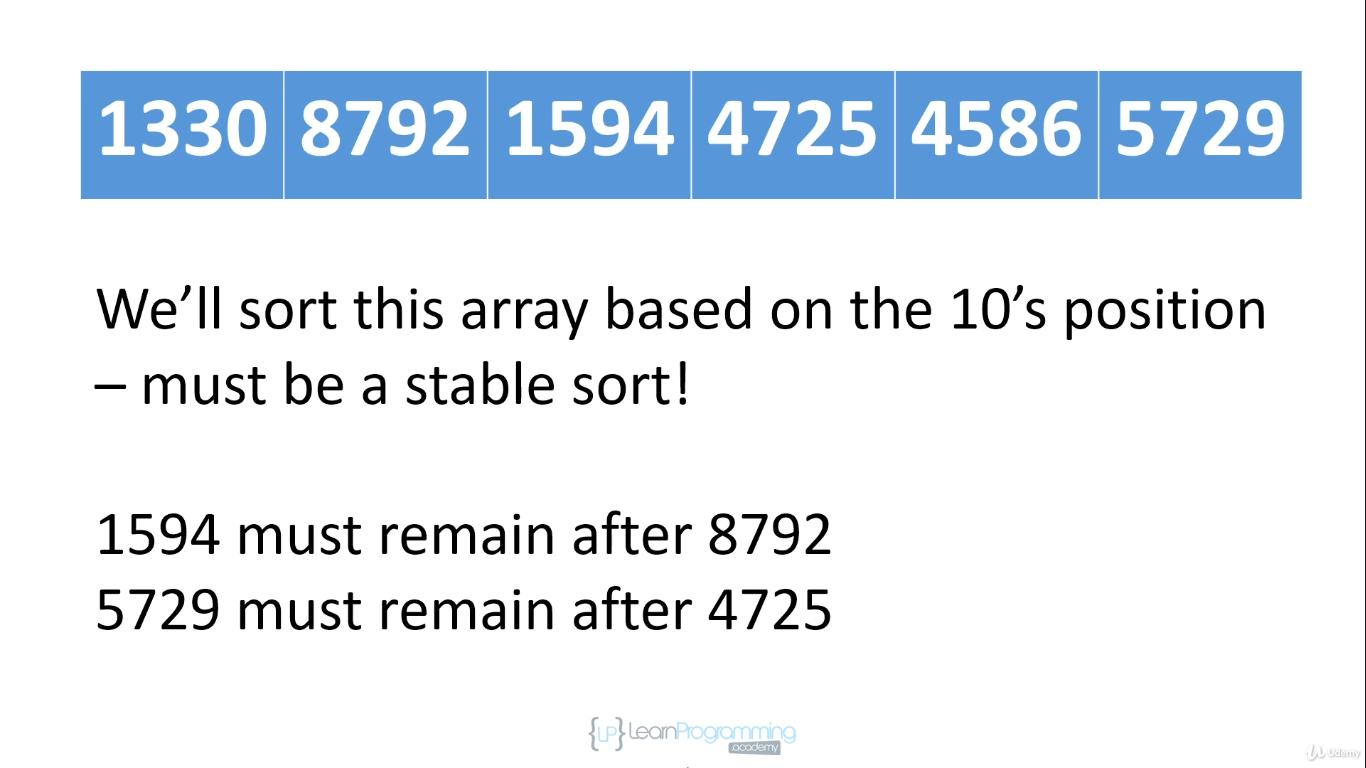 1330 8792 1594 4725 4586 5729
We’ll sort this array based on the 10’s position
– must be a stable sort!
1594 must remain after 8792
5729 must remain after 4725
{LP} LearnProgramming
.academy
Udemy